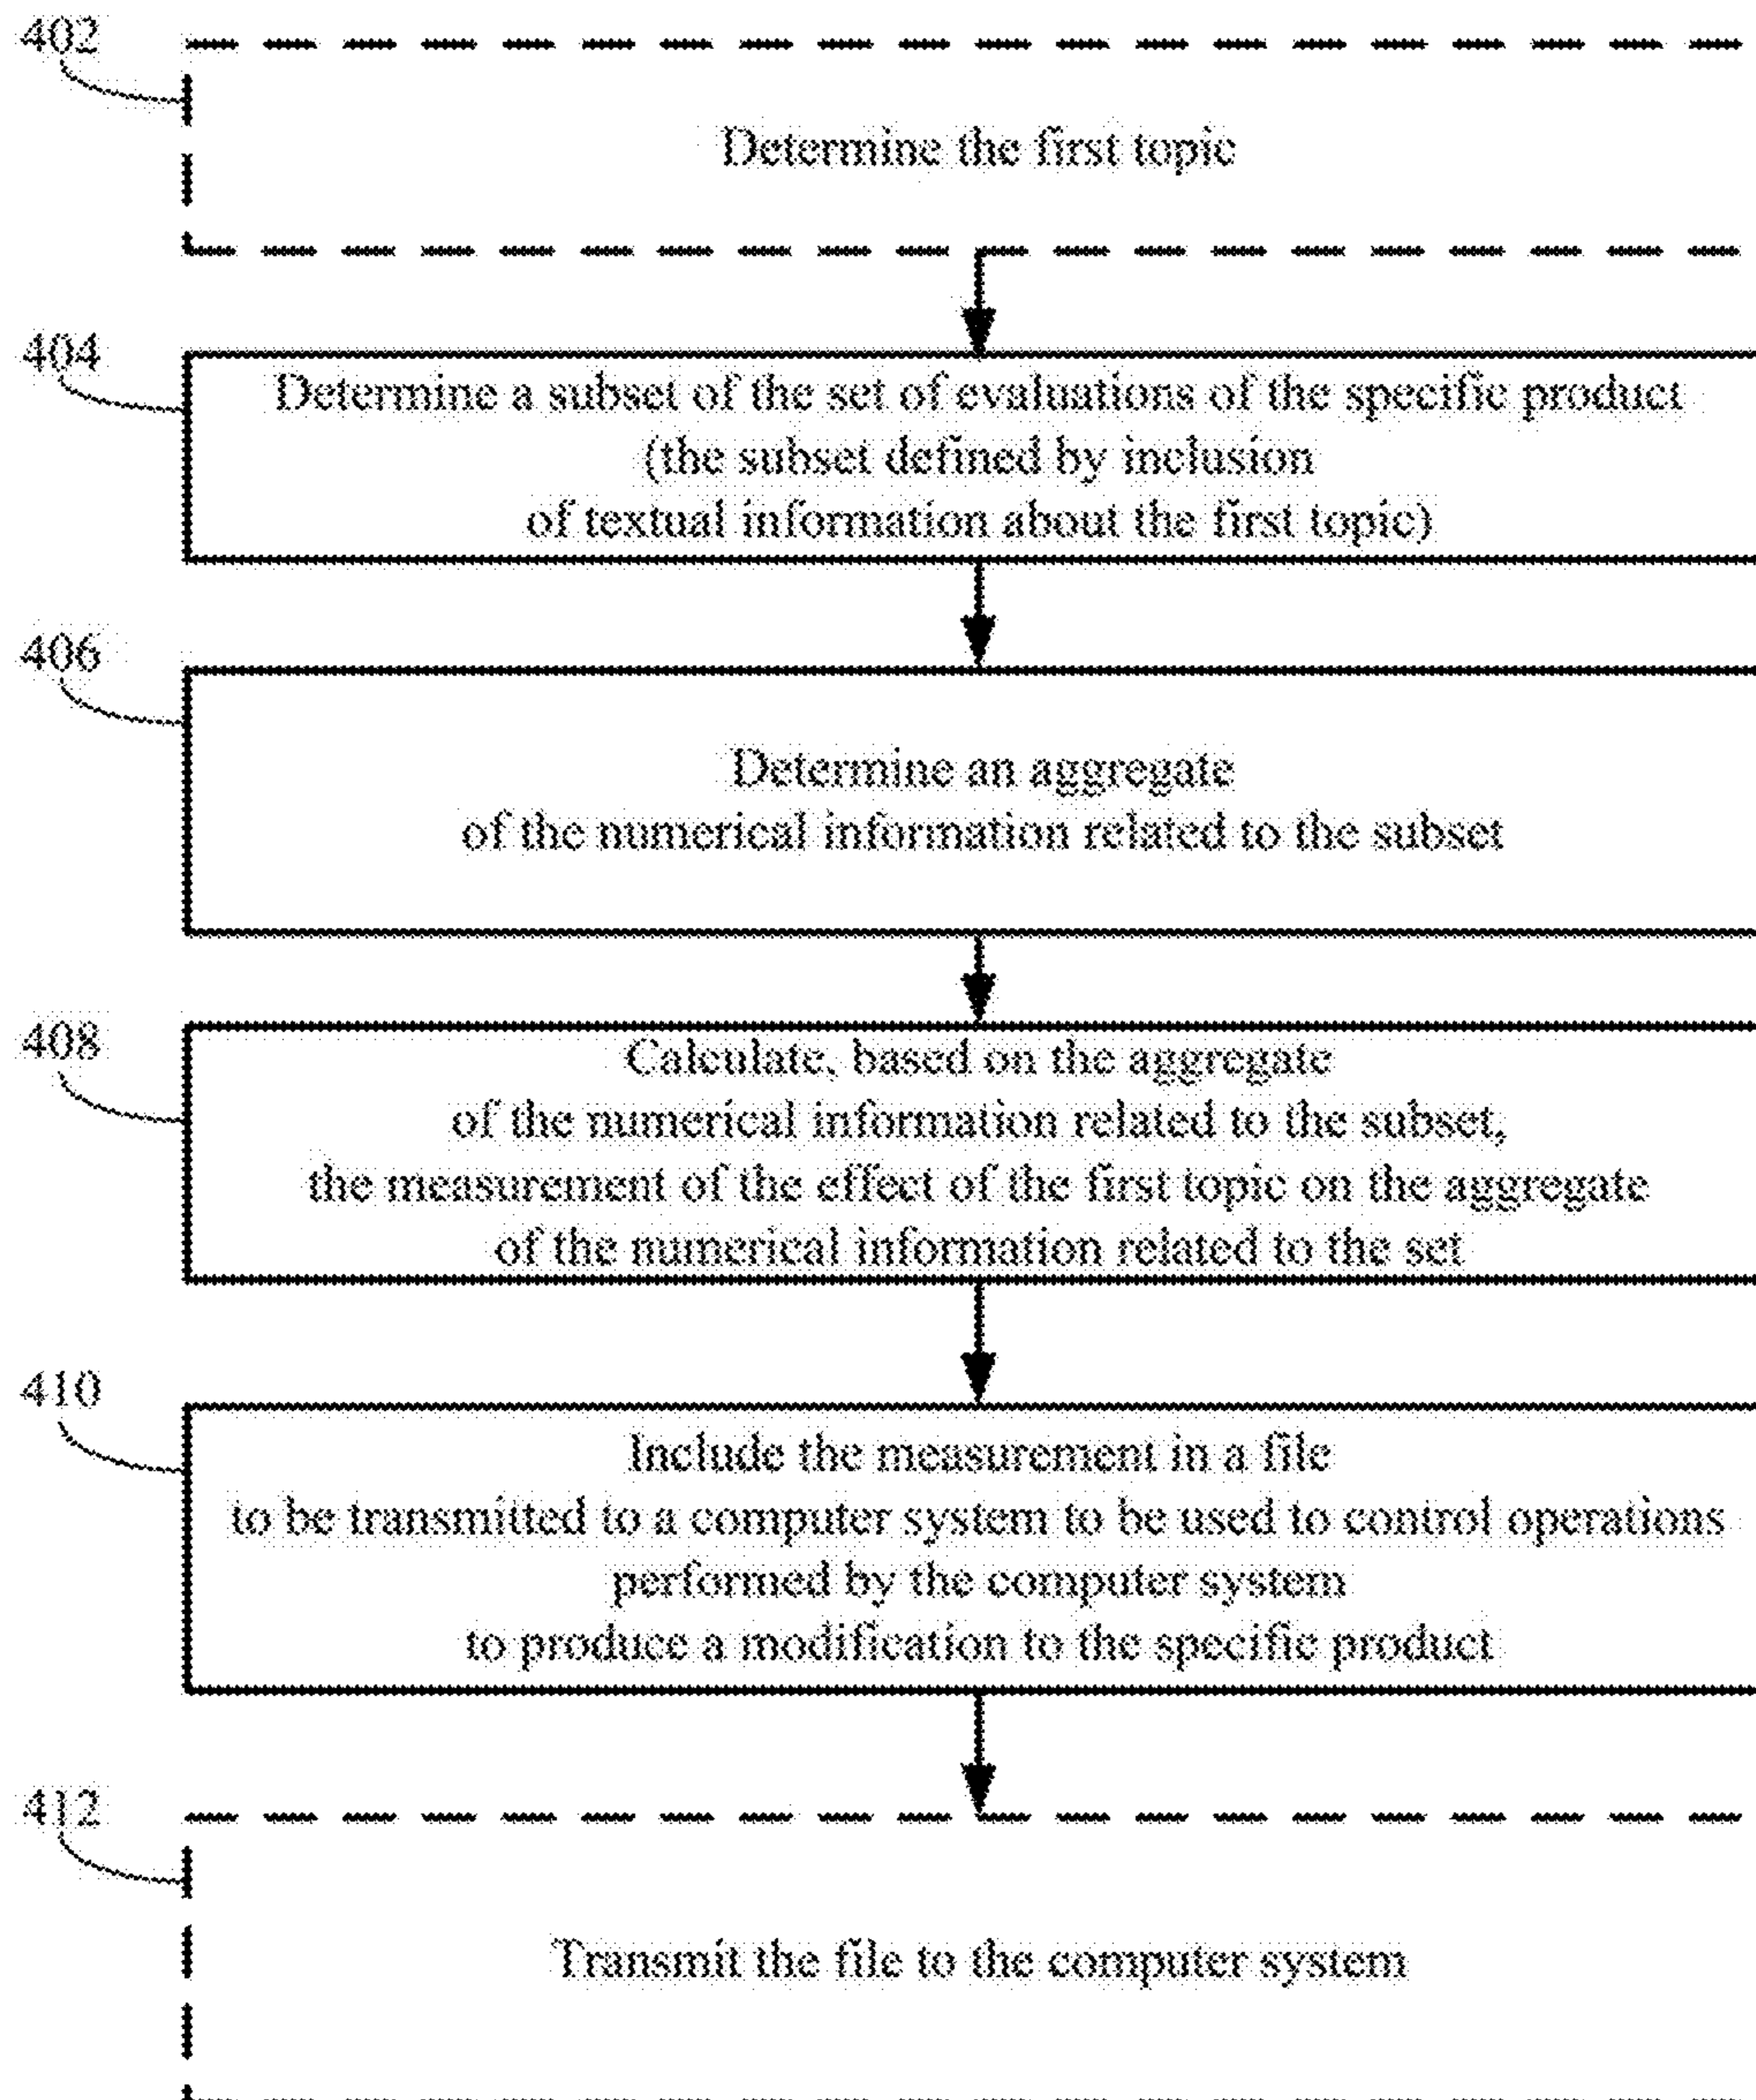 402
Determine the first topic
404
Determine a subset of the set of evaluations of the specific product
(the subset defined by inclusion
of textual information about the first topic)
406
Determine an aggregate
of the numerical information related to the subset
408
Calculate, based on the aggregate
of the numerical information related to the subset,
the measurement of the effect of the first topic on the aggregate
of the numerical information related to the set
410
Include the measurement in a file
to be transmitted to a computer system to be used to control operations
performed by the computer system
to produce a modification to the specific product
412
Transmit the file to the computer system